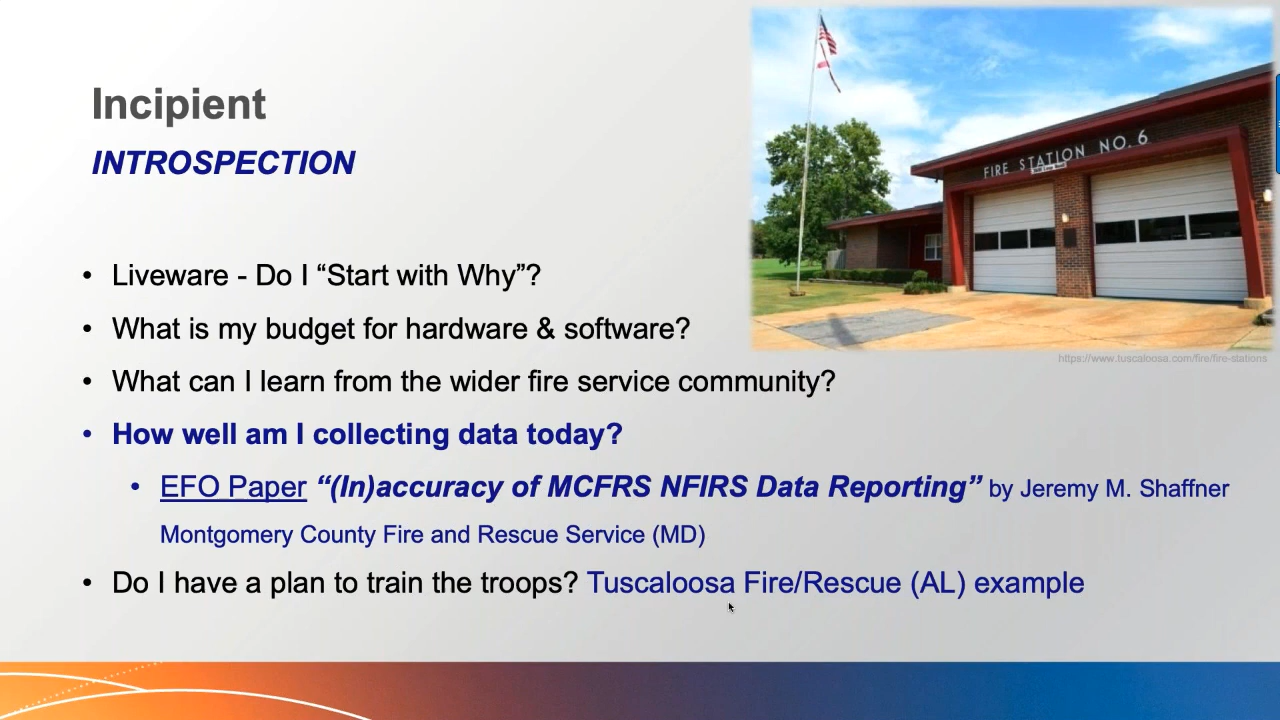 Incipient
INTROSPECTION
FIRE STATION NO. 6
https://www.tuscaloosa.com/fire/fire-stations
• Liveware - Do I “Start with Why”?
• What is my budget for hardware & software?
• What can I learn from the wider fire service community?
• How well am I collecting data today?
• EFO Paper “(In)accuracy of MCFRS NFIRS Data Reporting” by Jeremy M. Shaffner
Montgomery County Fire and Rescue Service (MD)
• Do I have a plan to train the troops? Tuscaloosa Fire/Rescue (AL) example